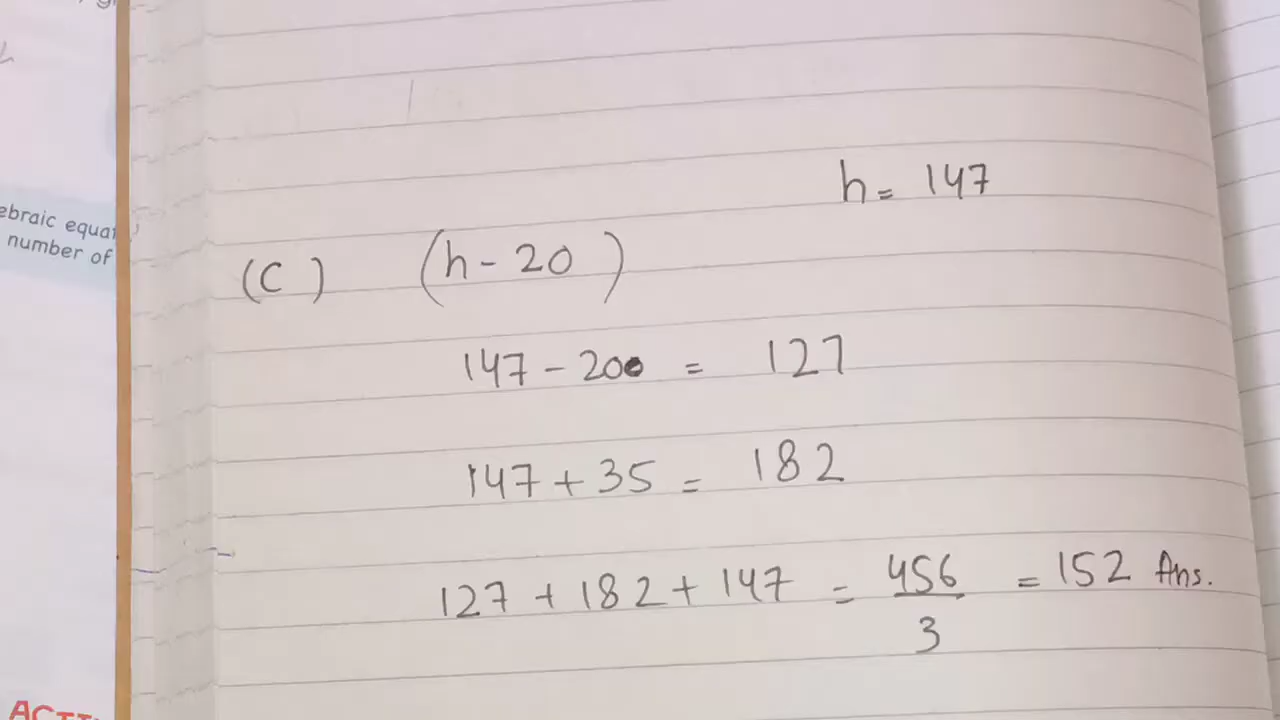 ebraic equat
number of
h = 147
(C) (h - 20)
147 - 20 = 127
147 + 35 = 182
127 + 182 + 147 = 456/3 = 152 Ans.